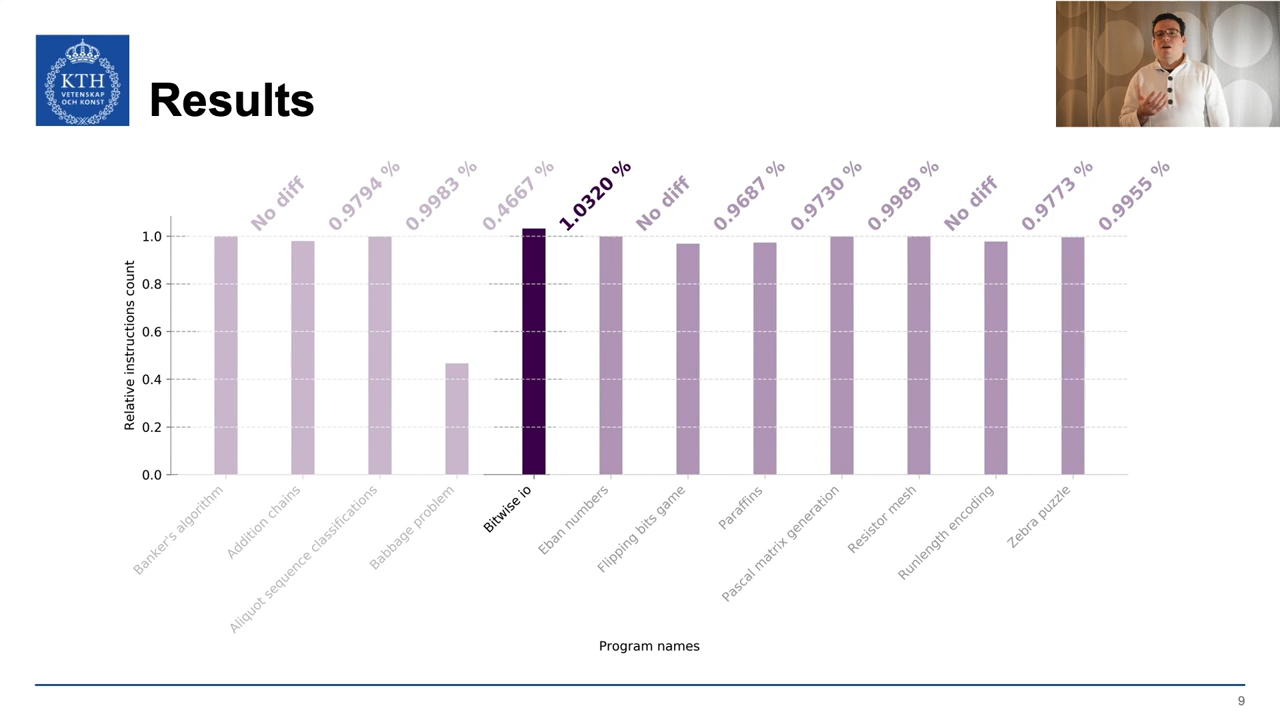 KTH
VETENSKAP
OCH KONST
Results
No diff
0.9794 %
0.9983 %
0.4667 %
1.0320 %
No diff
0.9687 %
0.9730 %
0.9989 %
No diff
0.9773 %
0.9955 %
Relative instructions count
1.0
0.8
0.6
0.4
0.2
0.0
Banker's algorithm
Addition chains
Aliquot sequence classifications
Babbage problem
Bitwise io
Eban numbers
Flipping bits game
Paraffins
Pascal matrix generation
Resistor mesh
Runlength encoding
Zebra puzzle
Program names
9